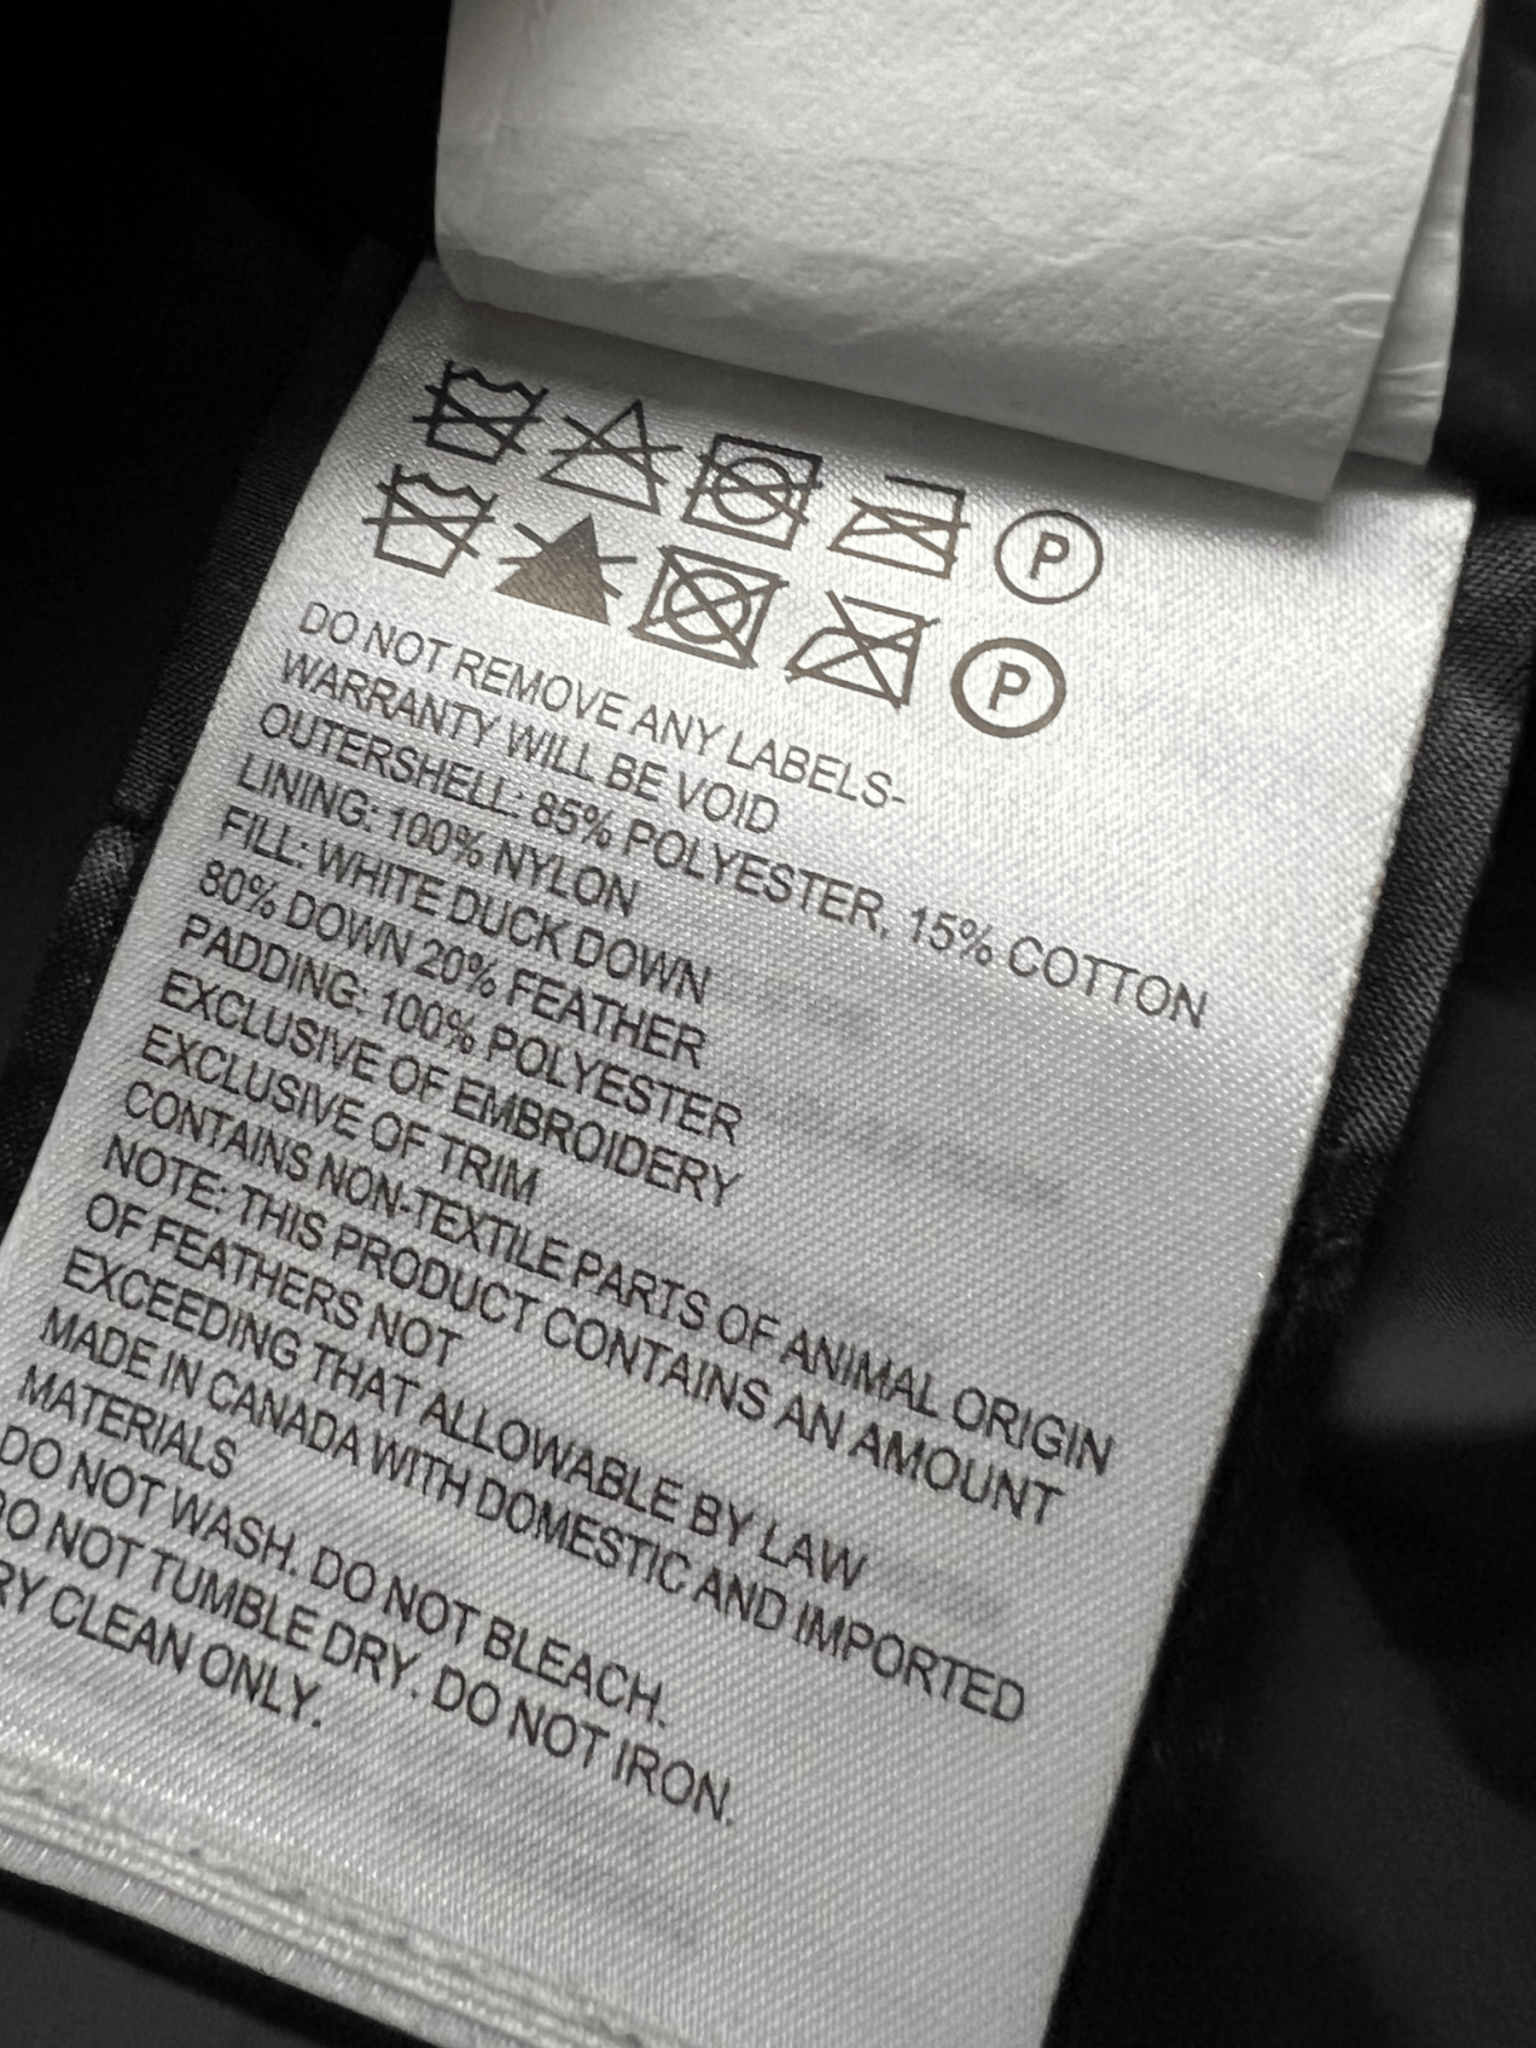 P
P
DO NOT REMOVE ANY LABELS-
WARRANTY WILL BE VOID
OUTERSHELL: 85% POLYESTER, 15% COTTON
LINING: 100% NYLON
FILL: WHITE DUCK DOWN
80% DOWN 20% FEATHER
PADDING: 100% POLYESTER
EXCLUSIVE OF EMBROIDERY
EXCLUSIVE OF TRIM
CONTAINS NON-TEXTILE PARTS OF ANIMAL ORIGIN
NOTE: THIS PRODUCT CONTAINS AN AMOUNT
OF FEATHERS NOT
EXCEEDING THAT ALLOWABLE BY LAW
MADE IN CANADA WITH DOMESTIC AND IMPORTED
MATERIALS
DO NOT WASH. DO NOT BLEACH.
DO NOT TUMBLE DRY. DO NOT IRON.
RY CLEAN ONLY.